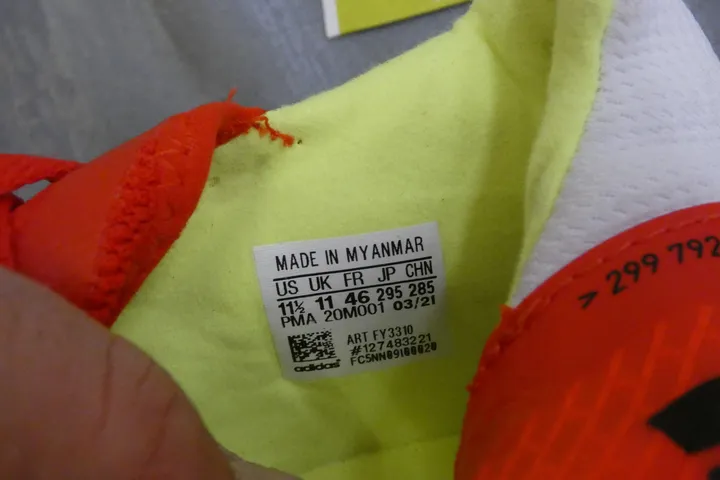 MADE IN MYANMAR
US UK FR JP CHN
11½ 11 46 295 285
PMA 20M001 03/21
ART FY3310
#127483221
FC5NN09100020
adidas
> 299 792